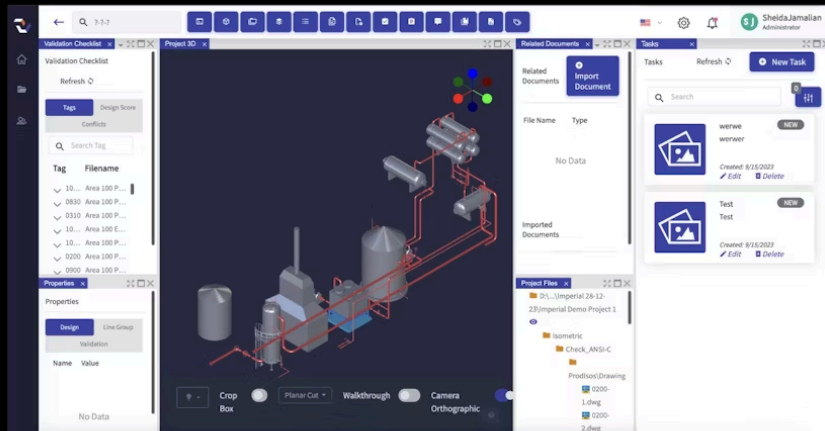 ?-?-?
SheidaJamalian
Administrator
SJ
Validation Checklist
Validation Checklist
Refresh
Tags
Design Score
Conflicts
Search Tag
Tag Filename
10... Area 100 P...
0830 Area 100 P...
0310 Area 100 P...
10... Area 100 E...
10... Area 100 P...
0200 Area 100 P...
0900 Area 100 P...
Properties
Properties
Design
Line Group
Validation
Name Value
No Data
Project 3D
Crop
Box
Planar Cut
Walkthrough
Camera
Orthographic
Related Documents
Related
Documents
Import
Document
File Name Type
No Data
Imported
Documents
Project Files
D:\...\Imperial 28-12-
23\Imperial Demo Project 1
Isometric
Check_ANSI-C
ProdIsos\Drawing
0200-
1.dwg
0200-
2.dwg
Tasks
Tasks
Refresh
New Task
Search
0
werwe
NEW
werwer
Created: 9/15/2023
Edit Delete
Test
NEW
Test
Created: 9/15/2023
Edit Delete